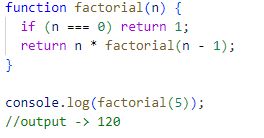 function factorial(n) {
  if (n === 0) return 1;
  return n * factorial(n - 1);
}

console.log(factorial(5));
//output -> 120